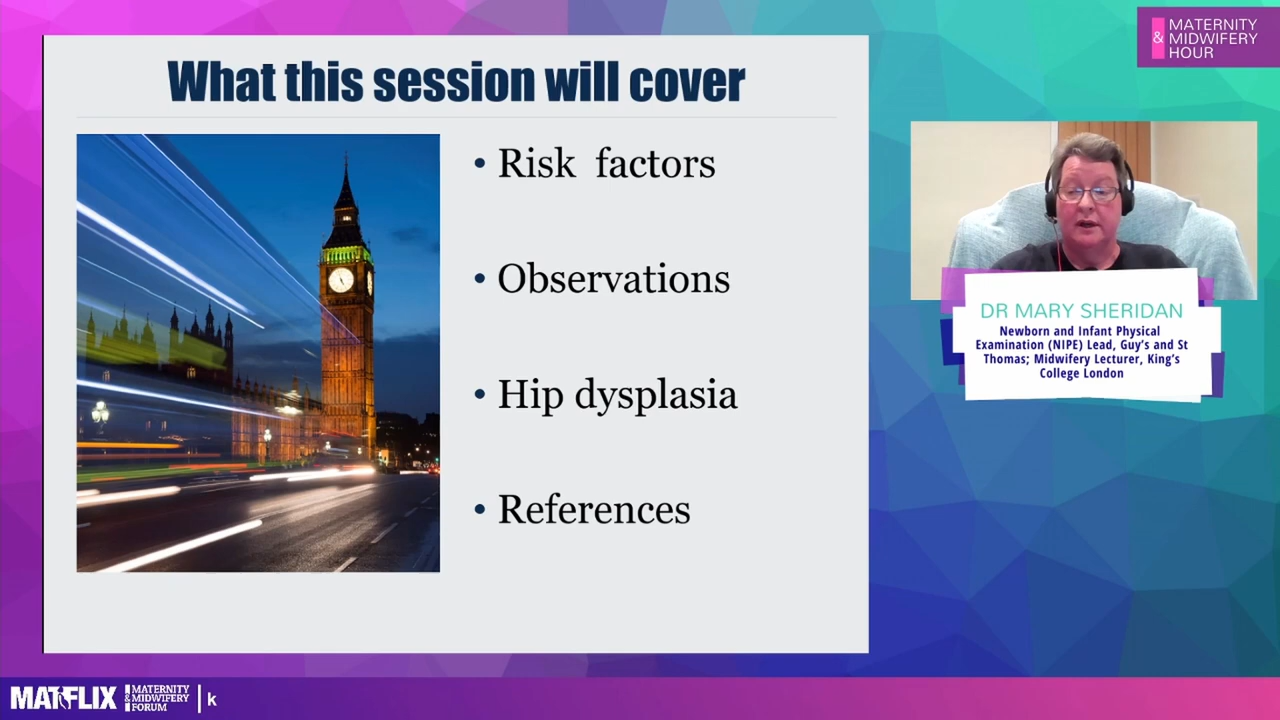 What this session will cover
• Risk factors
• Observations
• Hip dysplasia
• References
MATERNITY
& MIDWIFERY
HOUR
DR MARY SHERIDAN
Newborn and Infant Physical
Examination (NIPE) Lead, Guy's and St
Thomas; Midwifery Lecturer, King's
College London
MATFLIX
MATERNITY
& MIDWIFERY
FORUM
k